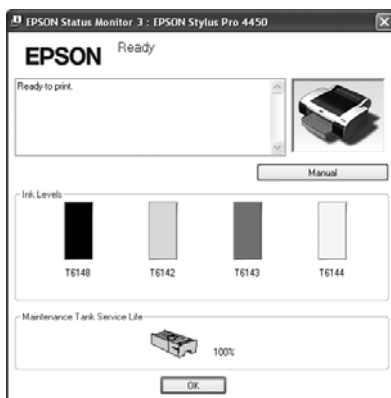 EPSON Status Monitor 3 : EPSON Stylus Pro 4450
EPSON
Ready
Ready to print.
Manual
Ink Levels
T6148 T6142 T6143 T6144
Maintenance Tank Service Life
100%
OK